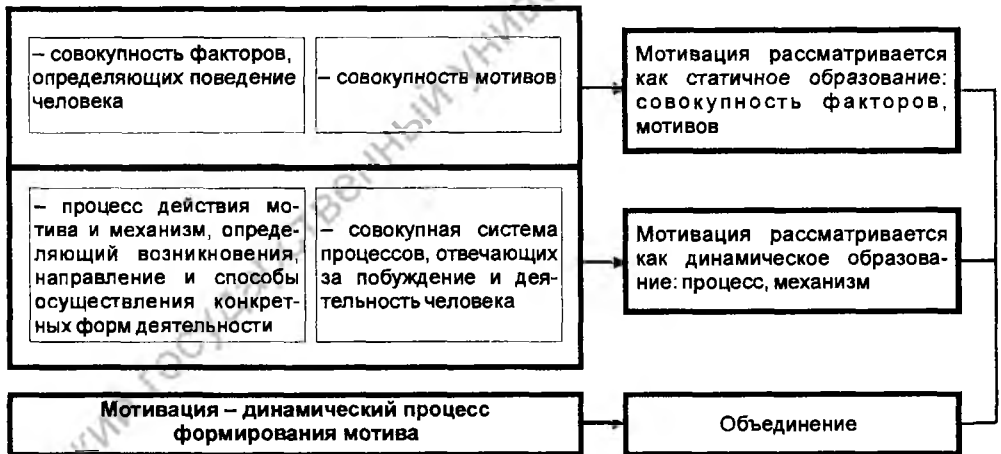 – совокупность факторов,
определяющих поведение
человека
– совокупность мотивов
Мотивация рассматривается
как статичное образование:
совокупность факторов,
мотивов
– процесс действия мо-
тива и механизм, опреде-
ляющий возникновения,
направление и способы
осуществления конкрет-
ных форм деятельности
– совокупная система
процессов, отвечающих
за побуждение и дея-
тельность человека
Мотивация рассматривается
как динамическое образова-
ние: процесс, механизм
Мотивация – динамический процесс
формирования мотива
Объединение
государственный